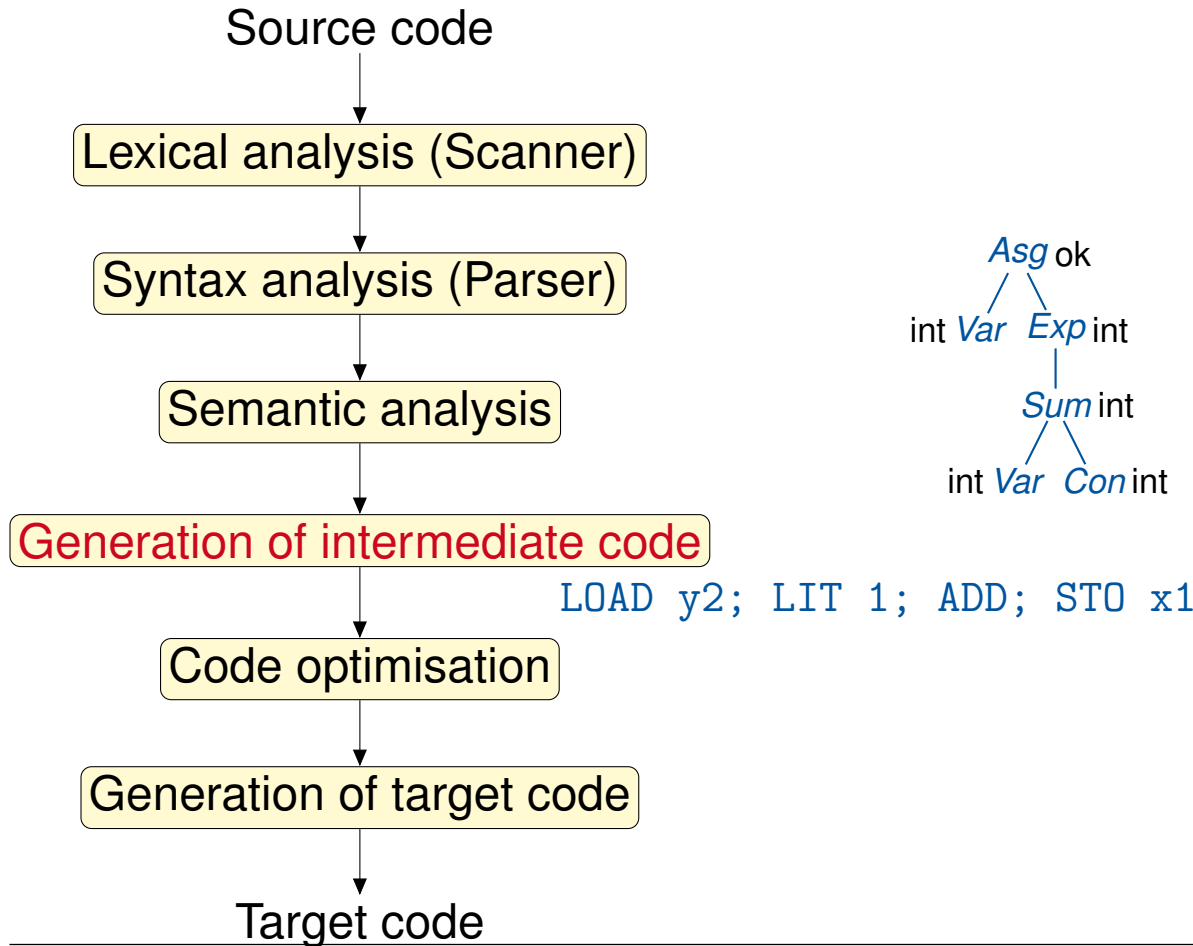 Source code
Lexical analysis (Scanner)
Syntax analysis (Parser)
Asg ok
int Var Exp int
Semantic analysis
Sum int
int Var Con int
Generation of intermediate code
LOAD y2; LIT 1; ADD; STO x1
Code optimisation
Generation of target code
Target code